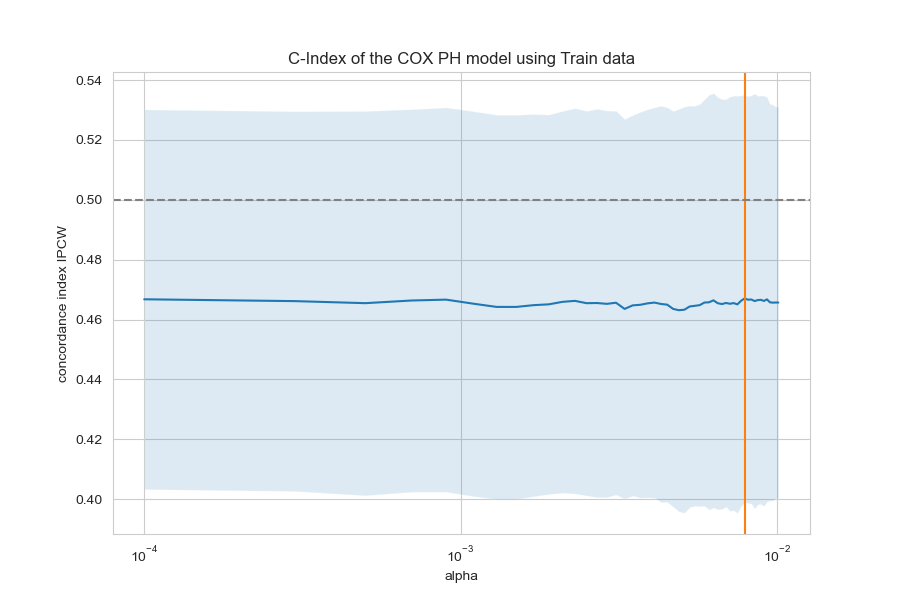 C-Index of the COX PH model using Train data
concordance index IPCW
0.54
0.52
0.50
0.48
0.46
0.44
0.42
0.40
10⁻⁴ 10⁻³ 10⁻²
alpha